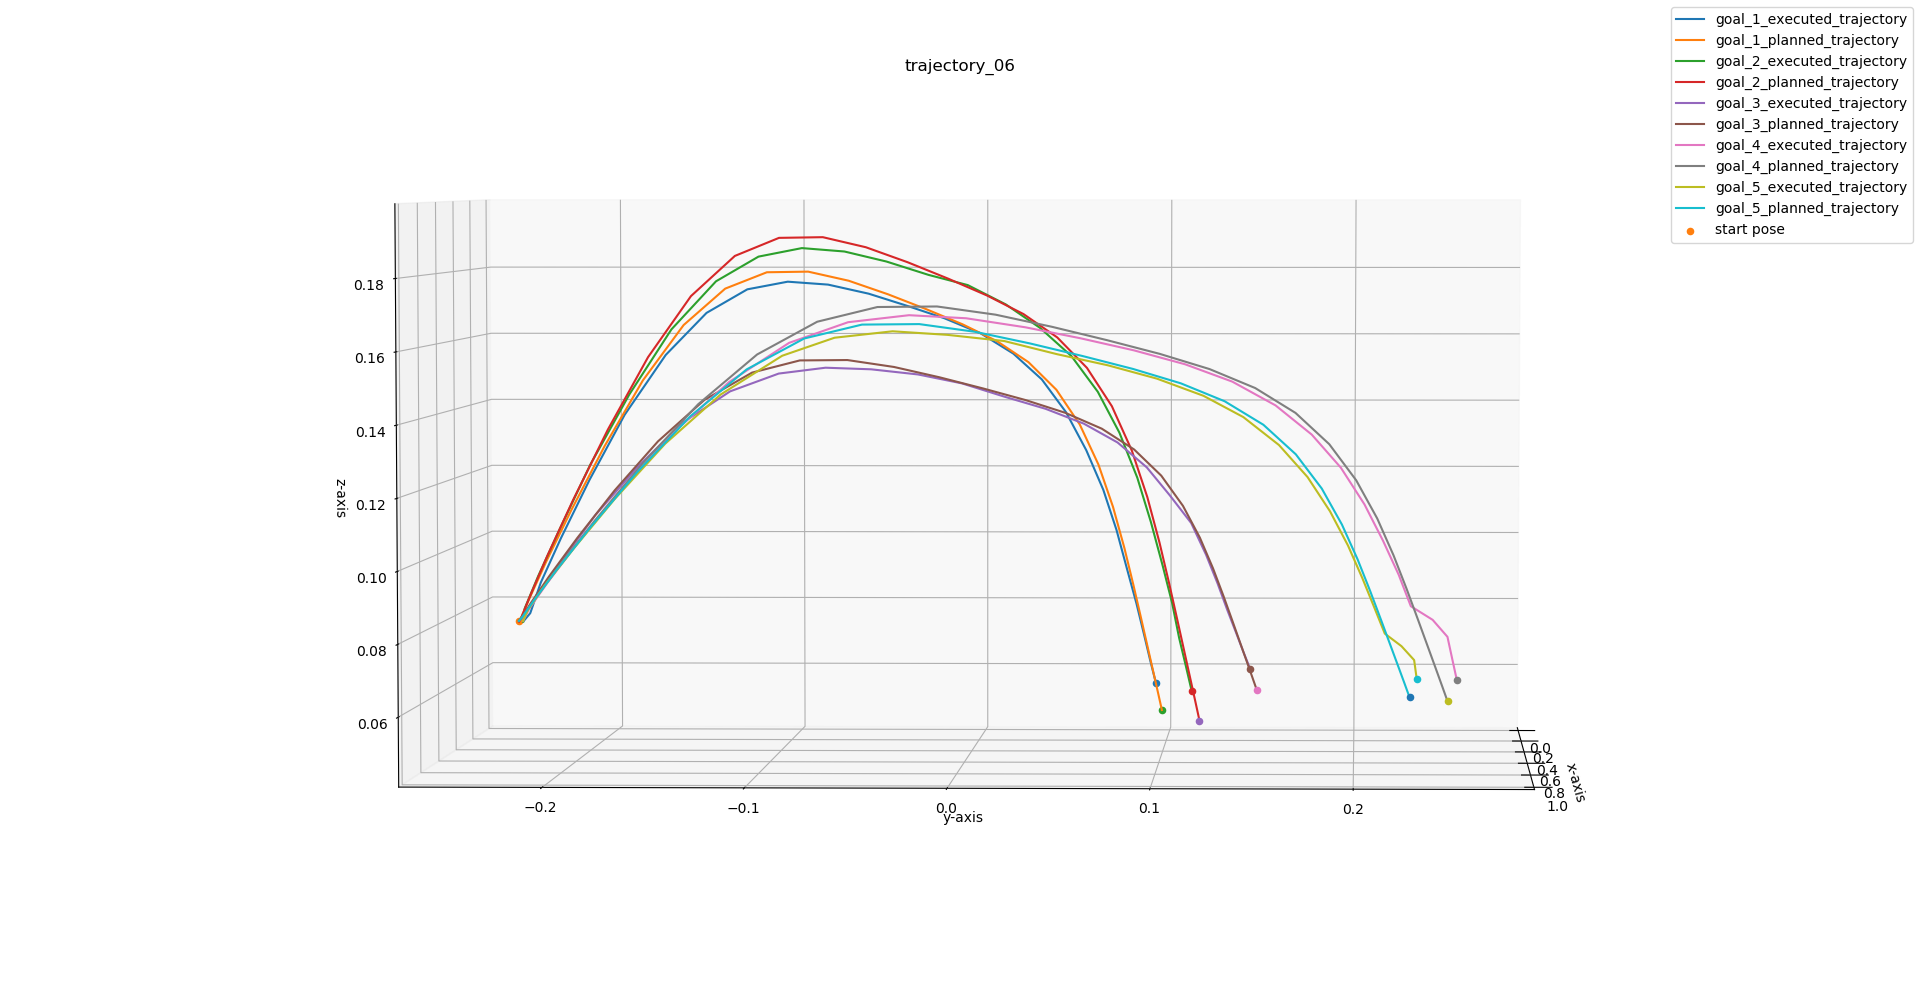 goal_1_executed_trajectory
goal_1_planned_trajectory
goal_2_executed_trajectory
goal_2_planned_trajectory
goal_3_executed_trajectory
goal_3_planned_trajectory
goal_4_executed_trajectory
goal_4_planned_trajectory
goal_5_executed_trajectory
goal_5_planned_trajectory
start pose
trajectory_06
0.18
0.16
0.14
0.12
0.10
0.08
0.06
z-axis
−0.2
−0.1
0.0
0.1
0.2
y-axis
0.0
0.2
0.4
0.6
0.8
1.0
x-axis